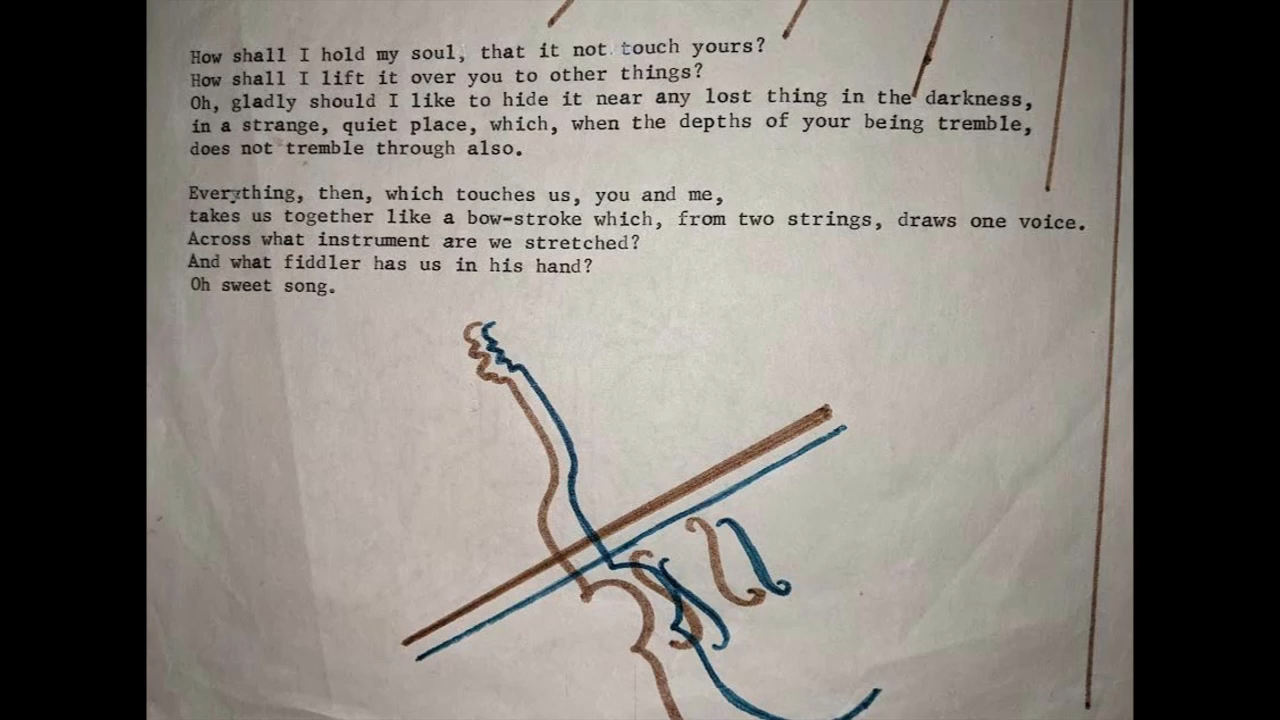 How shall I hold my soul, that it not touch yours?
How shall I lift it over you to other things?
Oh, gladly should I like to hide it near any lost thing in the darkness,
in a strange, quiet place, which, when the depths of your being tremble,
does not tremble through also.
Everything, then, which touches us, you and me,
takes us together like a bow-stroke which, from two strings, draws one voice.
Across what instrument are we stretched?
And what fiddler has us in his hand?
Oh sweet song.